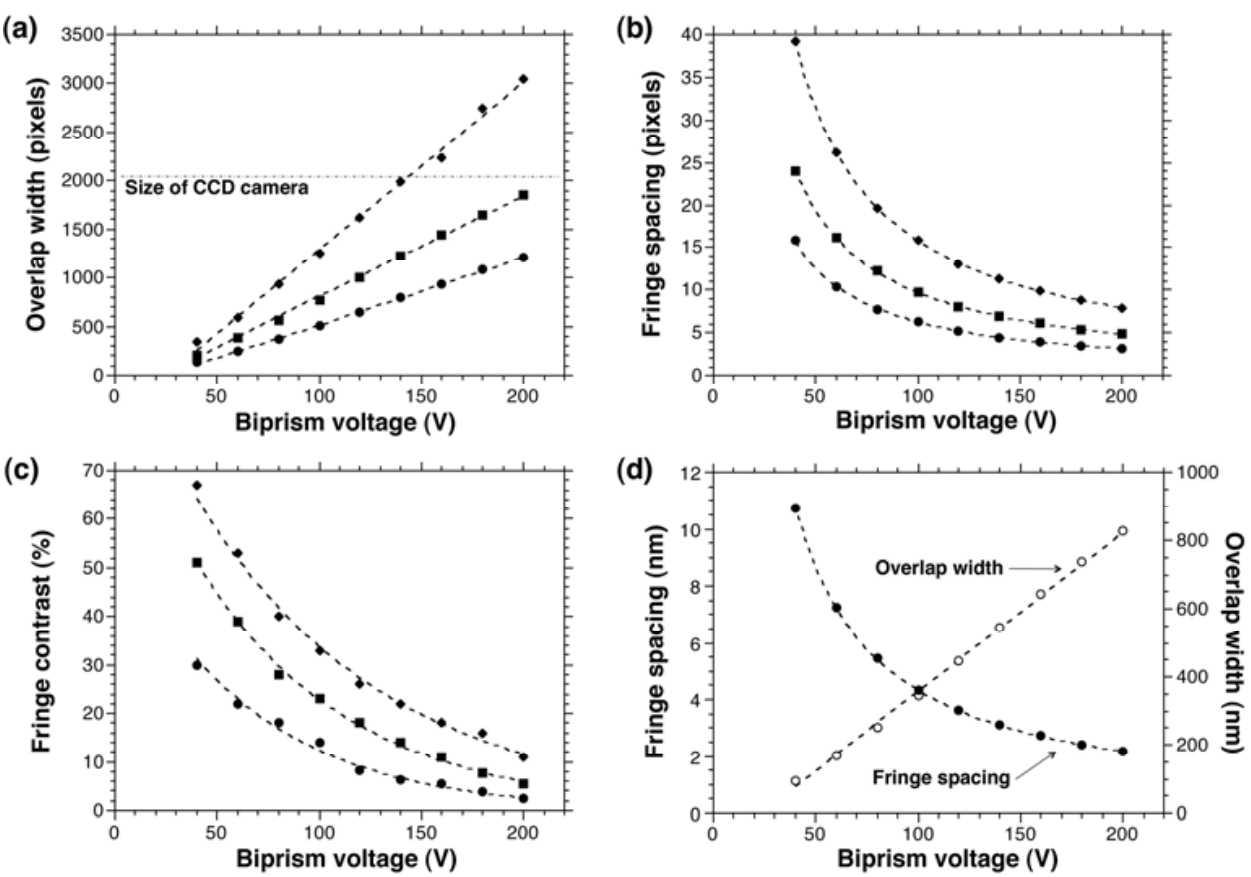 (a)
3500
3000
2500
2000
1500
1000
500
0
Overlap width (pixels)
Size of CCD camera
0 50 100 150 200
Biprism voltage (V)
(b)
40
35
30
25
20
15
10
5
0
Fringe spacing (pixels)
0 50 100 150 200
Biprism voltage (V)
(c)
70
60
50
40
30
20
10
0
Fringe contrast (%)
0 50 100 150 200
Biprism voltage (V)
(d)
12
10
8
6
4
2
0
Fringe spacing (nm)
Overlap width
Fringe spacing
1000
800
600
400
200
0
Overlap width (nm)
0 50 100 150 200
Biprism voltage (V)